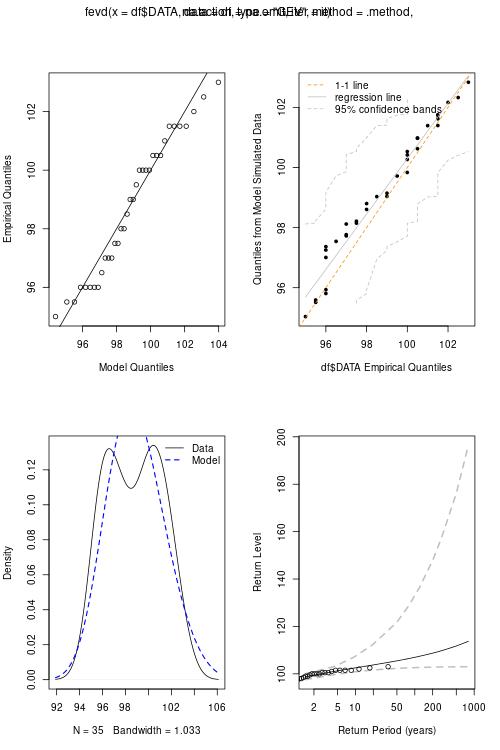 fevd(x = df$DATA, data = df, type = "GEV", method = .method,
98 100 102
Empirical Quantiles
96
96 98 100 102 104
Model Quantiles
1-1 line
regression line
95% confidence bands
96 98 100 102
Quantiles from Model Simulated Data
96 98 100 102
df$DATA Empirical Quantiles
Data
Model
0.00 0.02 0.04 0.06 0.08 0.10 0.12
Density
92 94 96 98 102 106
N = 35 Bandwidth = 1.033
100 120 140 160 180 200
Return Level
2 5 10 50 200 1000
Return Period (years)